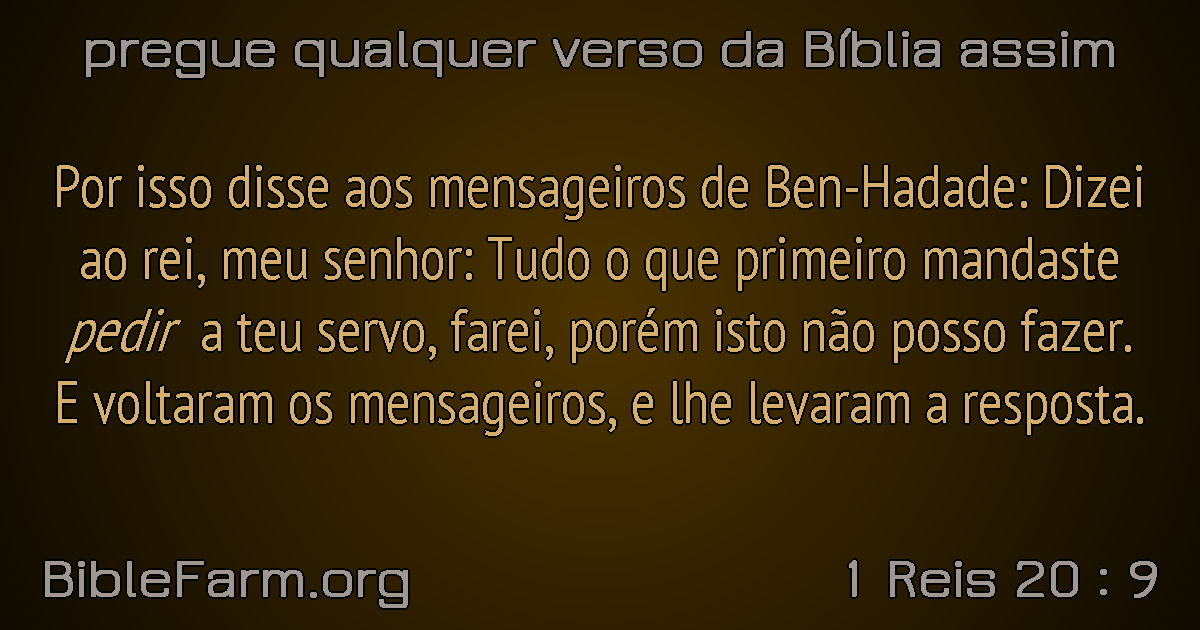 pregue qualquer verso da Bíblia assim
Por isso disse aos mensageiros de Ben-Hadade: Dizei
ao rei, meu senhor: Tudo o que primeiro mandaste
pedir a teu servo, farei, porém isto não posso fazer.
E voltaram os mensageiros, e lhe levaram a resposta.
BibleFarm.org
1 Reis 20 : 9